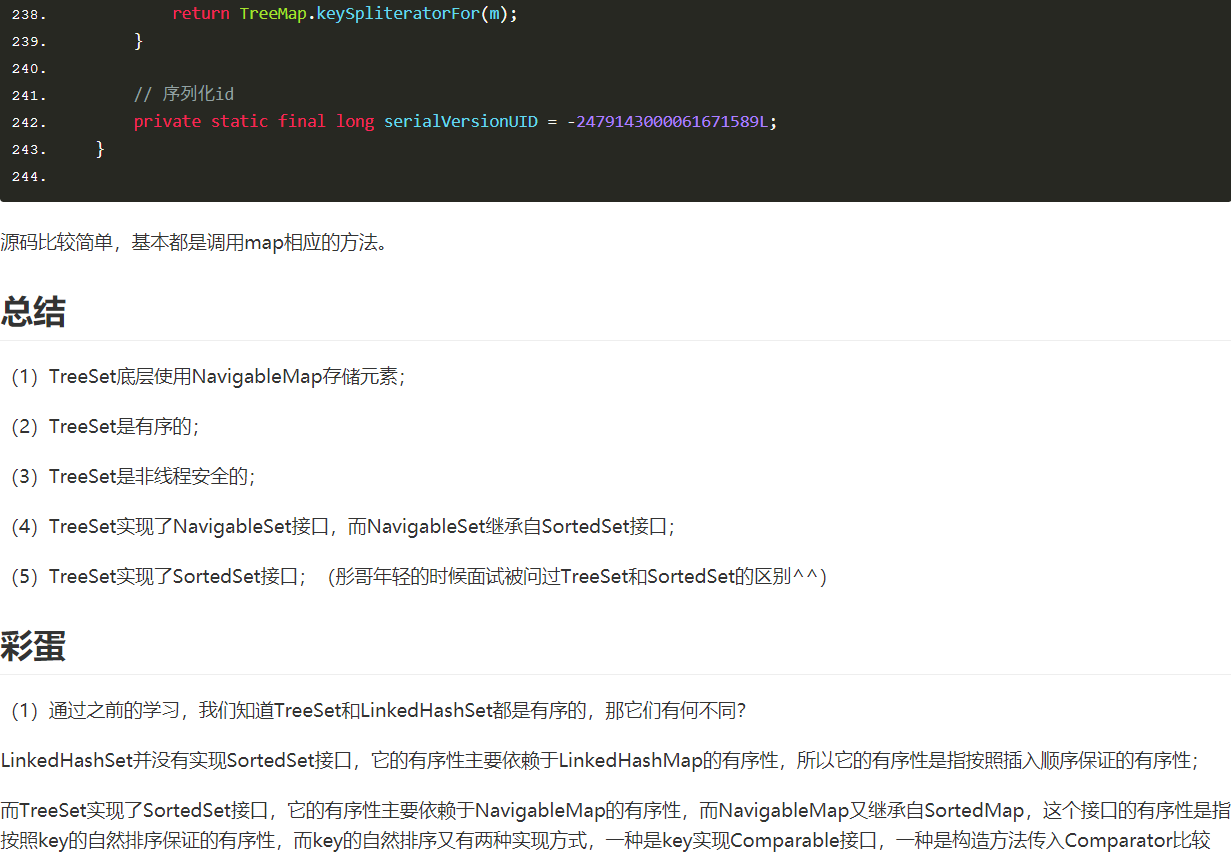 238. return TreeMap.keySpliteratorFor(m);
239. }
240.
241. // 序列化id
242. private static final long serialVersionUID = -2479143000061671589L;
243. }
244.
源码比较简单，基本都是调用map相应的方法。
总结
（1）TreeSet底层使用NavigableMap存储元素；
（2）TreeSet是有序的；
（3）TreeSet是非线程安全的；
（4）TreeSet实现了NavigableSet接口，而NavigableSet继承自SortedSet接口；
（5）TreeSet实现了SortedSet接口；（彤哥年轻的时候面试被问过TreeSet和SortedSet的区别^^）
彩蛋
（1）通过之前的学习，我们知道TreeSet和LinkedHashSet都是有序的，那它们有何不同？
LinkedHashSet并没有实现SortedSet接口，它的有序性主要依赖于LinkedHashMap的有序性，所以它的有序性是指按照插入顺序保证的有序性；
而TreeSet实现了SortedSet接口，它的有序性主要依赖于NavigableMap的有序性，而NavigableMap又继承自SortedMap，这个接口的有序性是指
按照key的自然排序保证的有序性，而key的自然排序又有两种实现方式，一种是key实现Comparable接口，一种是构造方法传入Comparator比较